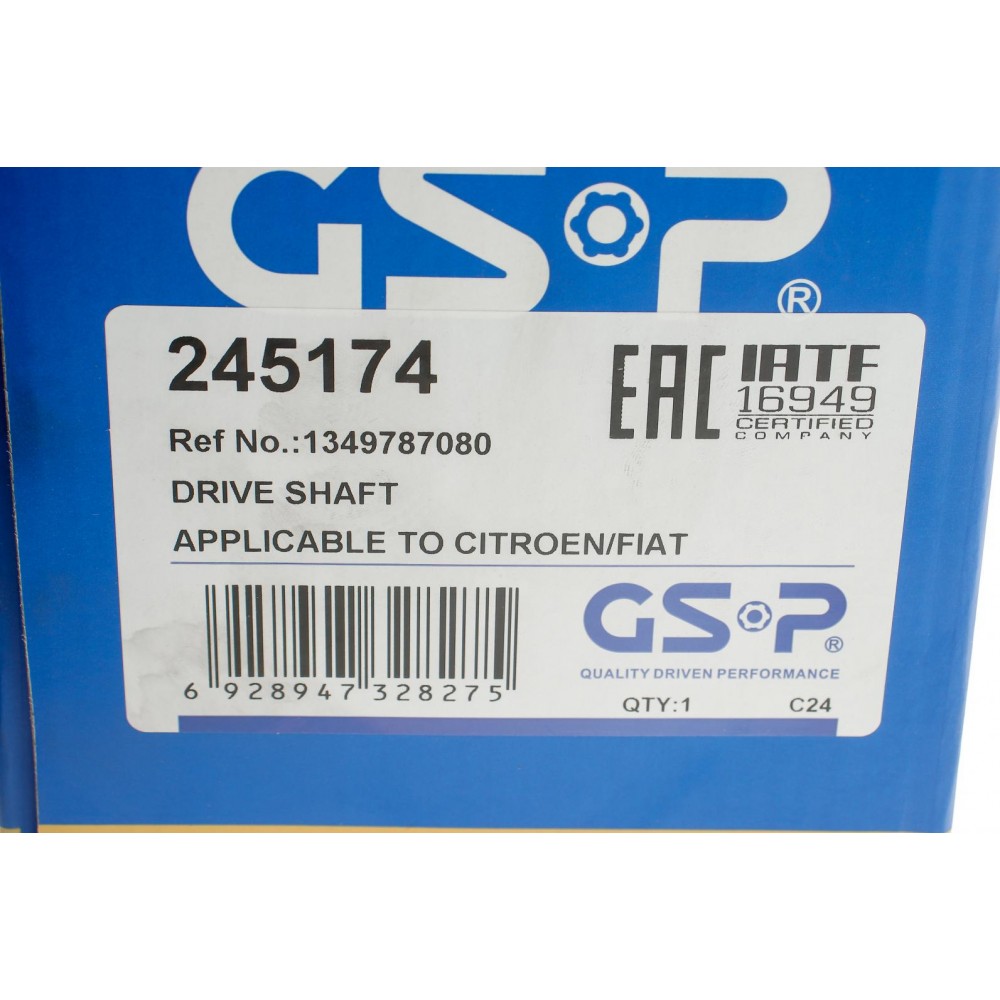 GSP®
245174
EAC
IATF
16949
CERTIFIED
COMPANY
Ref No.:1349787080
DRIVE SHAFT
APPLICABLE TO CITROEN/FIAT
6 928947 328275
GSP®
QUALITY DRIVEN PERFORMANCE
QTY:1 C24